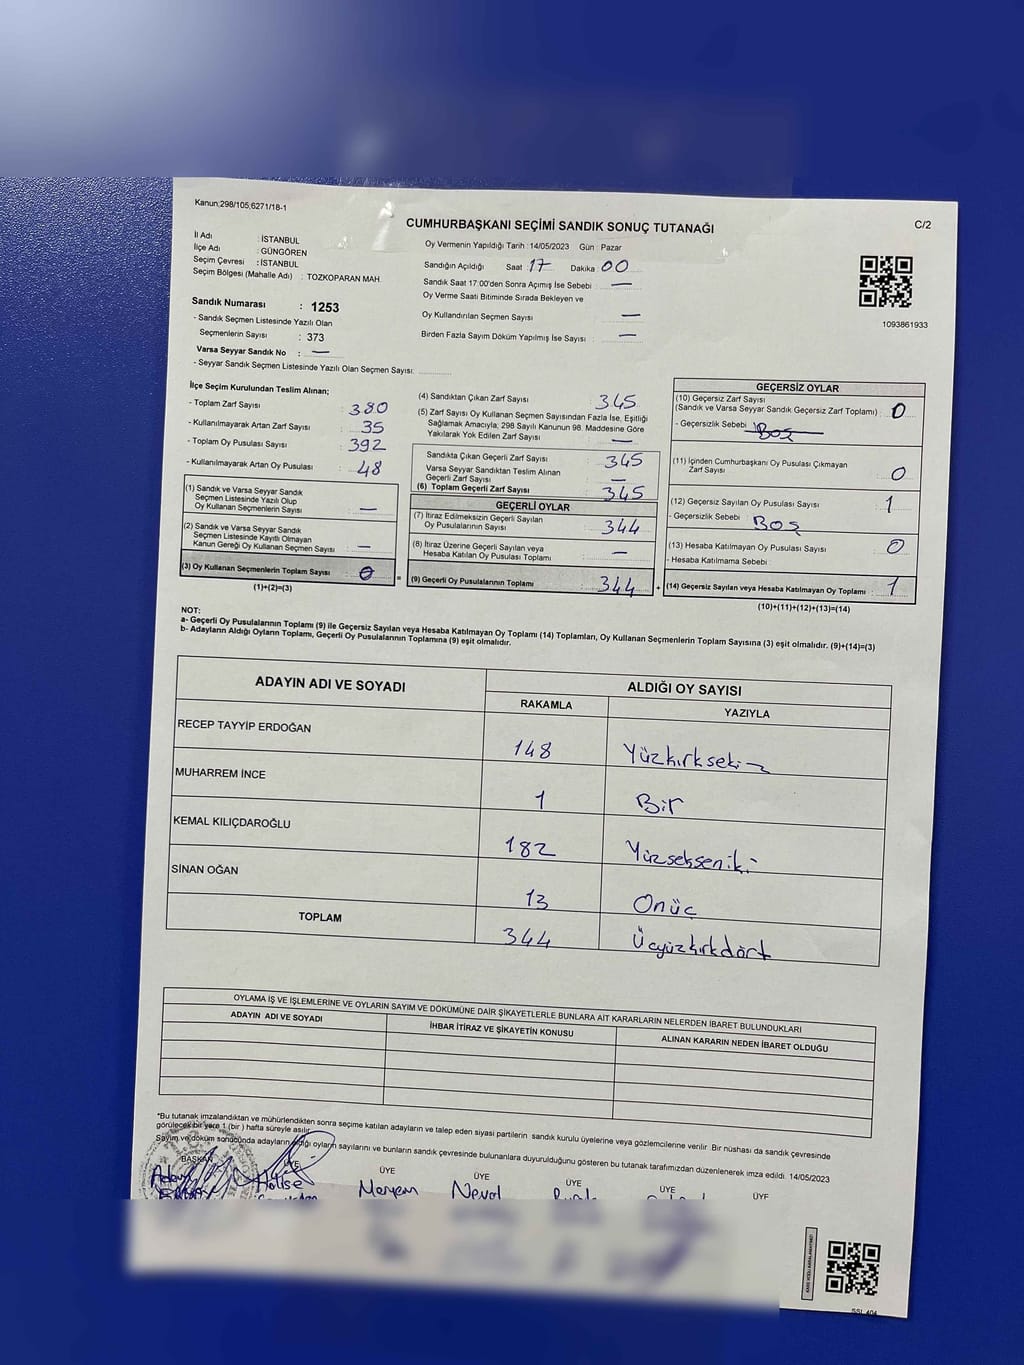 Kanun:298/105,6271/18-1
C/2
CUMHURBAŞKANI SEÇİMİ SANDIK SONUÇ TUTANAĞI
İl Adı : İSTANBUL
İlçe Adı : GÜNGÖREN
Seçim Çevresi : İSTANBUL
Seçim Bölgesi (Mahalle Adı) : TOZKOPARAN MAH.
Sandık Numarası : 1253
- Sandık Seçmen Listesinde Yazılı Olan
Seçmenlerin Sayısı : 373
Varsa Seyyar Sandık No : —
- Seyyar Sandık Seçmen Listesinde Yazılı Olan Seçmen Sayısı:
Oy Vermenin Yapıldığı Tarih : 14/05/2023 Gün : Pazar
Sandığın Açıldığı Saat : 17 Dakika : 00
Sandık Saat 17.00'den Sonra Açımış İse Sebebi : —
Oy Verme Saati Bitiminde Sırada Bekleyen ve
Oy Kullandırılan Seçmen Sayısı : —
Birden Fazla Sayım Döküm Yapılmış İse Sayısı : —
1093861933
İlçe Seçim Kurulundan Teslim Alınan;
- Toplam Zarf Sayısı : 380
- Kullanılmayarak Artan Zarf Sayısı : 35
- Toplam Oy Pusulası Sayısı : 392
- Kullanılmayarak Artan Oy Pusulası : 48
(1) Sandık ve Varsa Seyyar Sandık
Seçmen Listesinde Yazılı Olup
Oy Kullanan Seçmenlerin Sayısı : —
(2) Sandık ve Varsa Seyyar Sandık
Seçmen Listesinde Kayıtlı Olmayan
Kanun Gereği Oy Kullanan Seçmen Sayısı : —
(3) Oy Kullanan Seçmenlerin Toplam Sayısı : 0
(1)+(2)=(3)
(4) Sandıktan Çıkan Zarf Sayısı : 345
(5) Zarf Sayısı Oy Kullanan Seçmen Sayısından Fazla İse, Eşitliği
Sağlamak Amacıyla; 298 Sayılı Kanunun 98. Maddesine Göre
Yakılarak Yok Edilen Zarf Sayısı : —
Sandıkta Çıkan Geçerli Zarf Sayısı : 345
Varsa Seyyar Sandıktan Teslim Alınan
Geçerli Zarf Sayısı : —
(6) Toplam Geçerli Zarf Sayısı : 345
GEÇERLİ OYLAR
(7) İtiraz Edilmeksizin Geçerli Sayılan
Oy Pusulalarının Sayısı : 344
(8) İtiraz Üzerine Geçerli Sayılan veya
Hesaba Katılan Oy Pusulası Toplamı : —
= (9) Geçerli Oy Pusulalarının Toplamı : 344
GEÇERSİZ OYLAR
(10) Geçersiz Zarf Sayısı
(Sandık ve Varsa Seyyar Sandık Geçersiz Zarf Toplamı) : 0
- Geçersizlik Sebebi : Boş
(11) İçinden Cumhurbaşkanı Oy Pusulası Çıkmayan
Zarf Sayısı : 0
(12) Geçersiz Sayılan Oy Pusulası Sayısı : 1
- Geçersizlik Sebebi : Boş
(13) Hesaba Katılmayan Oy Pusulası Sayısı : 0
- Hesaba Katılmama Sebebi :
+ (14) Geçersiz Sayılan veya Hesaba Katılmayan Oy Toplamı : 1
(10)+(11)+(12)+(13)=(14)
NOT:
a- Geçerli Oy Pusulalarının Toplamı (9) ile Geçersiz Sayılan veya Hesaba Katılmayan Oy Toplamı (14) Toplamları, Oy Kullanan Seçmenlerin Toplam Sayısına (3) eşit olmalıdır. (9)+(14)=(3)
b- Adayların Aldığı Oyların Toplamı, Geçerli Oy Pusulalarının Toplamına (9) eşit olmalıdır.
ADAYIN ADI VE SOYADI
ALDIĞI OY SAYISI
RAKAMLA YAZIYLA
RECEP TAYYİP ERDOĞAN 148 Yüzkırksekiz
MUHARREM İNCE 1 Bir
KEMAL KILIÇDAROĞLU 182 Yüzsekseniki
SİNAN OĞAN 13 Onüç
TOPLAM 344 Üçyüzkırkdört
OYLAMA İŞ VE İŞLEMLERİNE VE OYLARIN SAYIM VE DÖKÜMÜNE DAİR ŞİKAYETLERLE BUNLARA AİT KARARLARIN NELERDEN İBARET BULUNDUKLARI
ADAYIN ADI VE SOYADI İHBAR İTİRAZ VE ŞİKAYETİN KONUSU ALINAN KARARIN NEDEN İBARET OLDUĞU
*Bu tutanak imzalandıktan ve mühürlendikten sonra seçime katılan adayların ve talep eden siyasi partilerin sandık kurulu üyelerine veya gözlemcilerine verilir. Bir nüshası da sandık çevresinde
görülecek bir yere 1 (bir) hafta süreyle asılır.
Sayım ve döküm sonucunda adayların aldığı oyların sayılarını ve bunların sandık çevresinde bulunanlara duyurulduğunu gösteren bu tutanak tarafımızdan düzenlenerek imza edildi. 14/05/2023
BAŞKAN ÜYE ÜYE ÜYE ÜYE ÜYE ÜYE
Hatise Meryem Neval
SSL 404